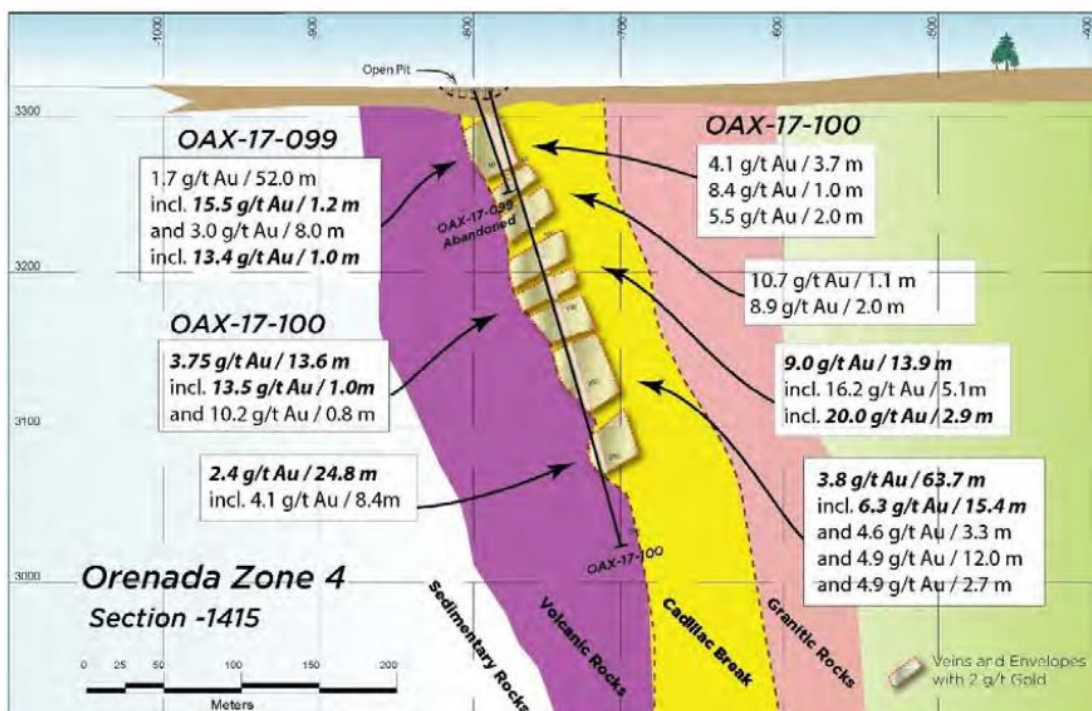 -1000
-900
-800
-700
-600
-500
-400
Open Pit
3300
OAX-17-099
1.7 g/t Au / 52.0 m
incl. 15.5 g/t Au / 1.2 m
and 3.0 g/t Au / 8.0 m
incl. 13.4 g/t Au / 1.0 m
OAX-17-100
4.1 g/t Au / 3.7 m
8.4 g/t Au / 1.0 m
5.5 g/t Au / 2.0 m
OAX-17-099
Abandoned
3200
10.7 g/t Au / 1.1 m
8.9 g/t Au / 2.0 m
OAX-17-100
3.75 g/t Au / 13.6 m
incl. 13.5 g/t Au / 1.0m
and 10.2 g/t Au / 0.8 m
9.0 g/t Au / 13.9 m
incl. 16.2 g/t Au / 5.1m
incl. 20.0 g/t Au / 2.9 m
3100
2.4 g/t Au / 24.8 m
incl. 4.1 g/t Au / 8.4m
3.8 g/t Au / 63.7 m
incl. 6.3 g/t Au / 15.4 m
and 4.6 g/t Au / 3.3 m
and 4.9 g/t Au / 12.0 m
and 4.9 g/t Au / 2.7 m
OAX-17-100
3000
Orenada Zone 4
Section -1415
0 25 50 100 150 200
Meters
Sedimentary Rocks
Volcanic Rocks
Cadillac Break
Granitic Rocks
Veins and Envelopes
with 2 g/t Gold